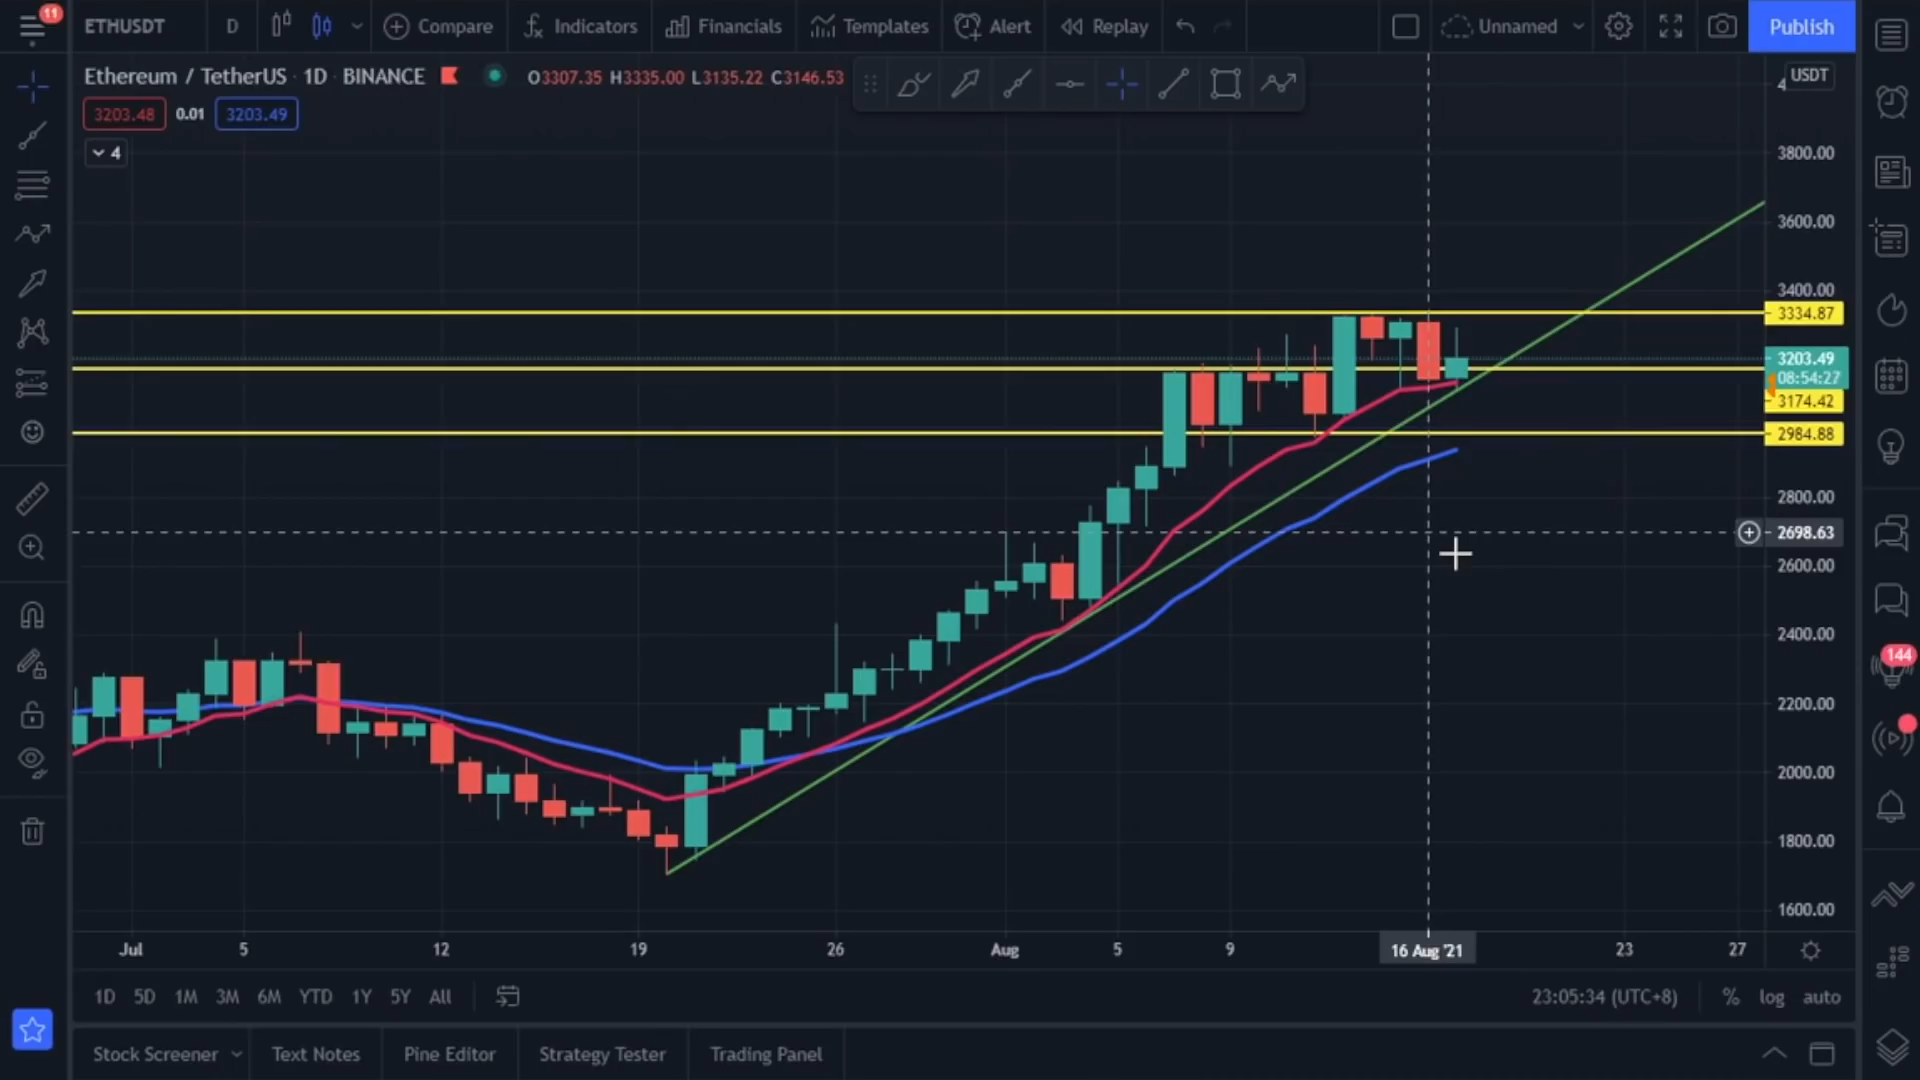 11
ETHUSDT D Compare Indicators Financials Templates Alert Replay Unnamed Publish
Ethereum / TetherUS 1D BINANCE O3307.35 H3335.00 L3135.22 C3146.53
USDT
3203.48 0.01 3203.49
4
3800.00
3600.00
3400.00
3334.87
3203.49
08:54:27
3174.42
2984.88
2800.00
2698.63
2600.00
2400.00
2200.00
2000.00
1800.00
1600.00
144
Jul 5 12 19 26 Aug 5 9 16 Aug '21 23 27
1D 5D 1M 3M 6M YTD 1Y 5Y All 23:05:34 (UTC+8) % log auto
Stock Screener Text Notes Pine Editor Strategy Tester Trading Panel